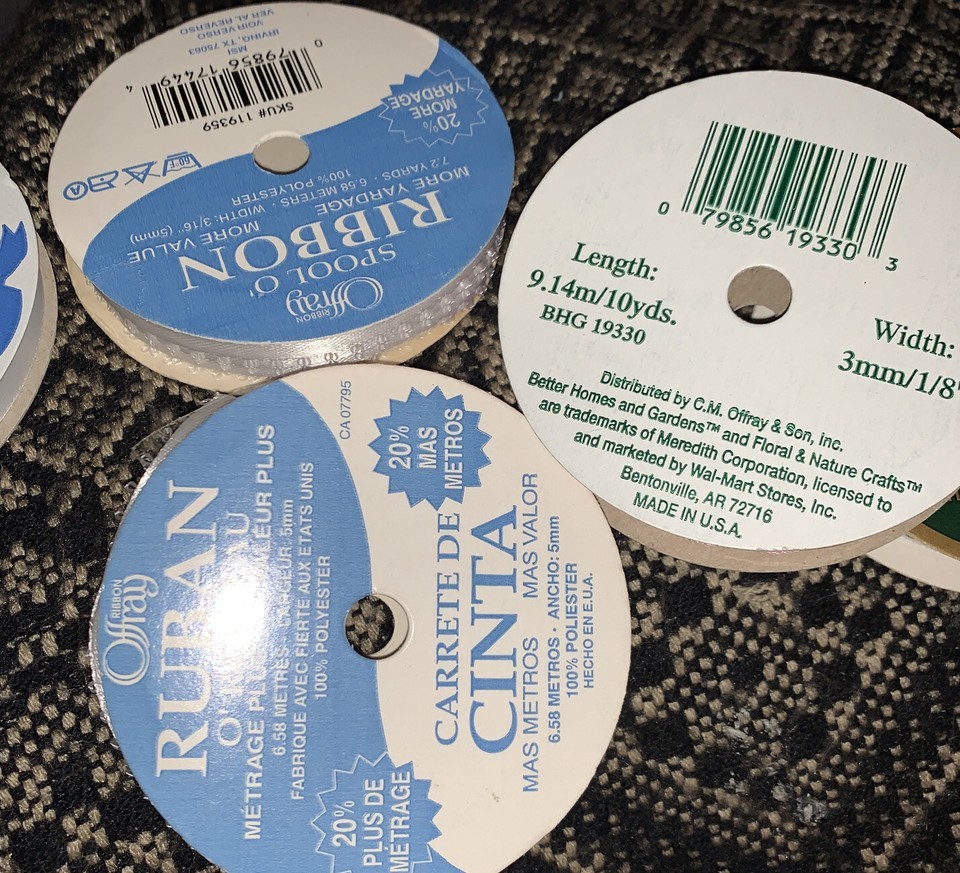 VER AL REVERSO
VOIR VERSO
IRVING, TX 75063
MSI
0 79856 17449 4
SKU# 119359
20%
MORE
YARDAGE
60°F
A
Offray
RIBBON
SPOOL O'
RIBBON
MORE YARDAGE MORE VALUE
7.2 YARDS · 6.58 METERS · WIDTH: 3/16" (5mm)
100% POLYESTER
0 79856 19330 3
Length:
9.14m/10yds.
BHG 19330
Width:
3mm/1/8"
Distributed by C.M. Offray & Son, inc.
Better Homes and Gardens™ and Floral & Nature Crafts™
are trademarks of Meredith Corporation, licensed to
and marketed by Wal-Mart Stores, Inc.
Bentonville, AR 72716
MADE IN U.S.A.
Offray
RIBBON
RUBAN
MÉTRAGE PLUS EUR PLUS
6.58 MÈTRES · LARGEUR: 5mm
FABRIQUÉ AVEC FIERTÉ AUX ÉTATS UNIS
100% POLYESTER
CA 07795
20%
MAS
METROS
20%
PLUS DE
MÉTRAGE
CARRETE DE
CINTA
MAS METROS MAS VALOR
6.58 METROS · ANCHO: 5mm
100% POLIESTER
HECHO EN E.U.A.